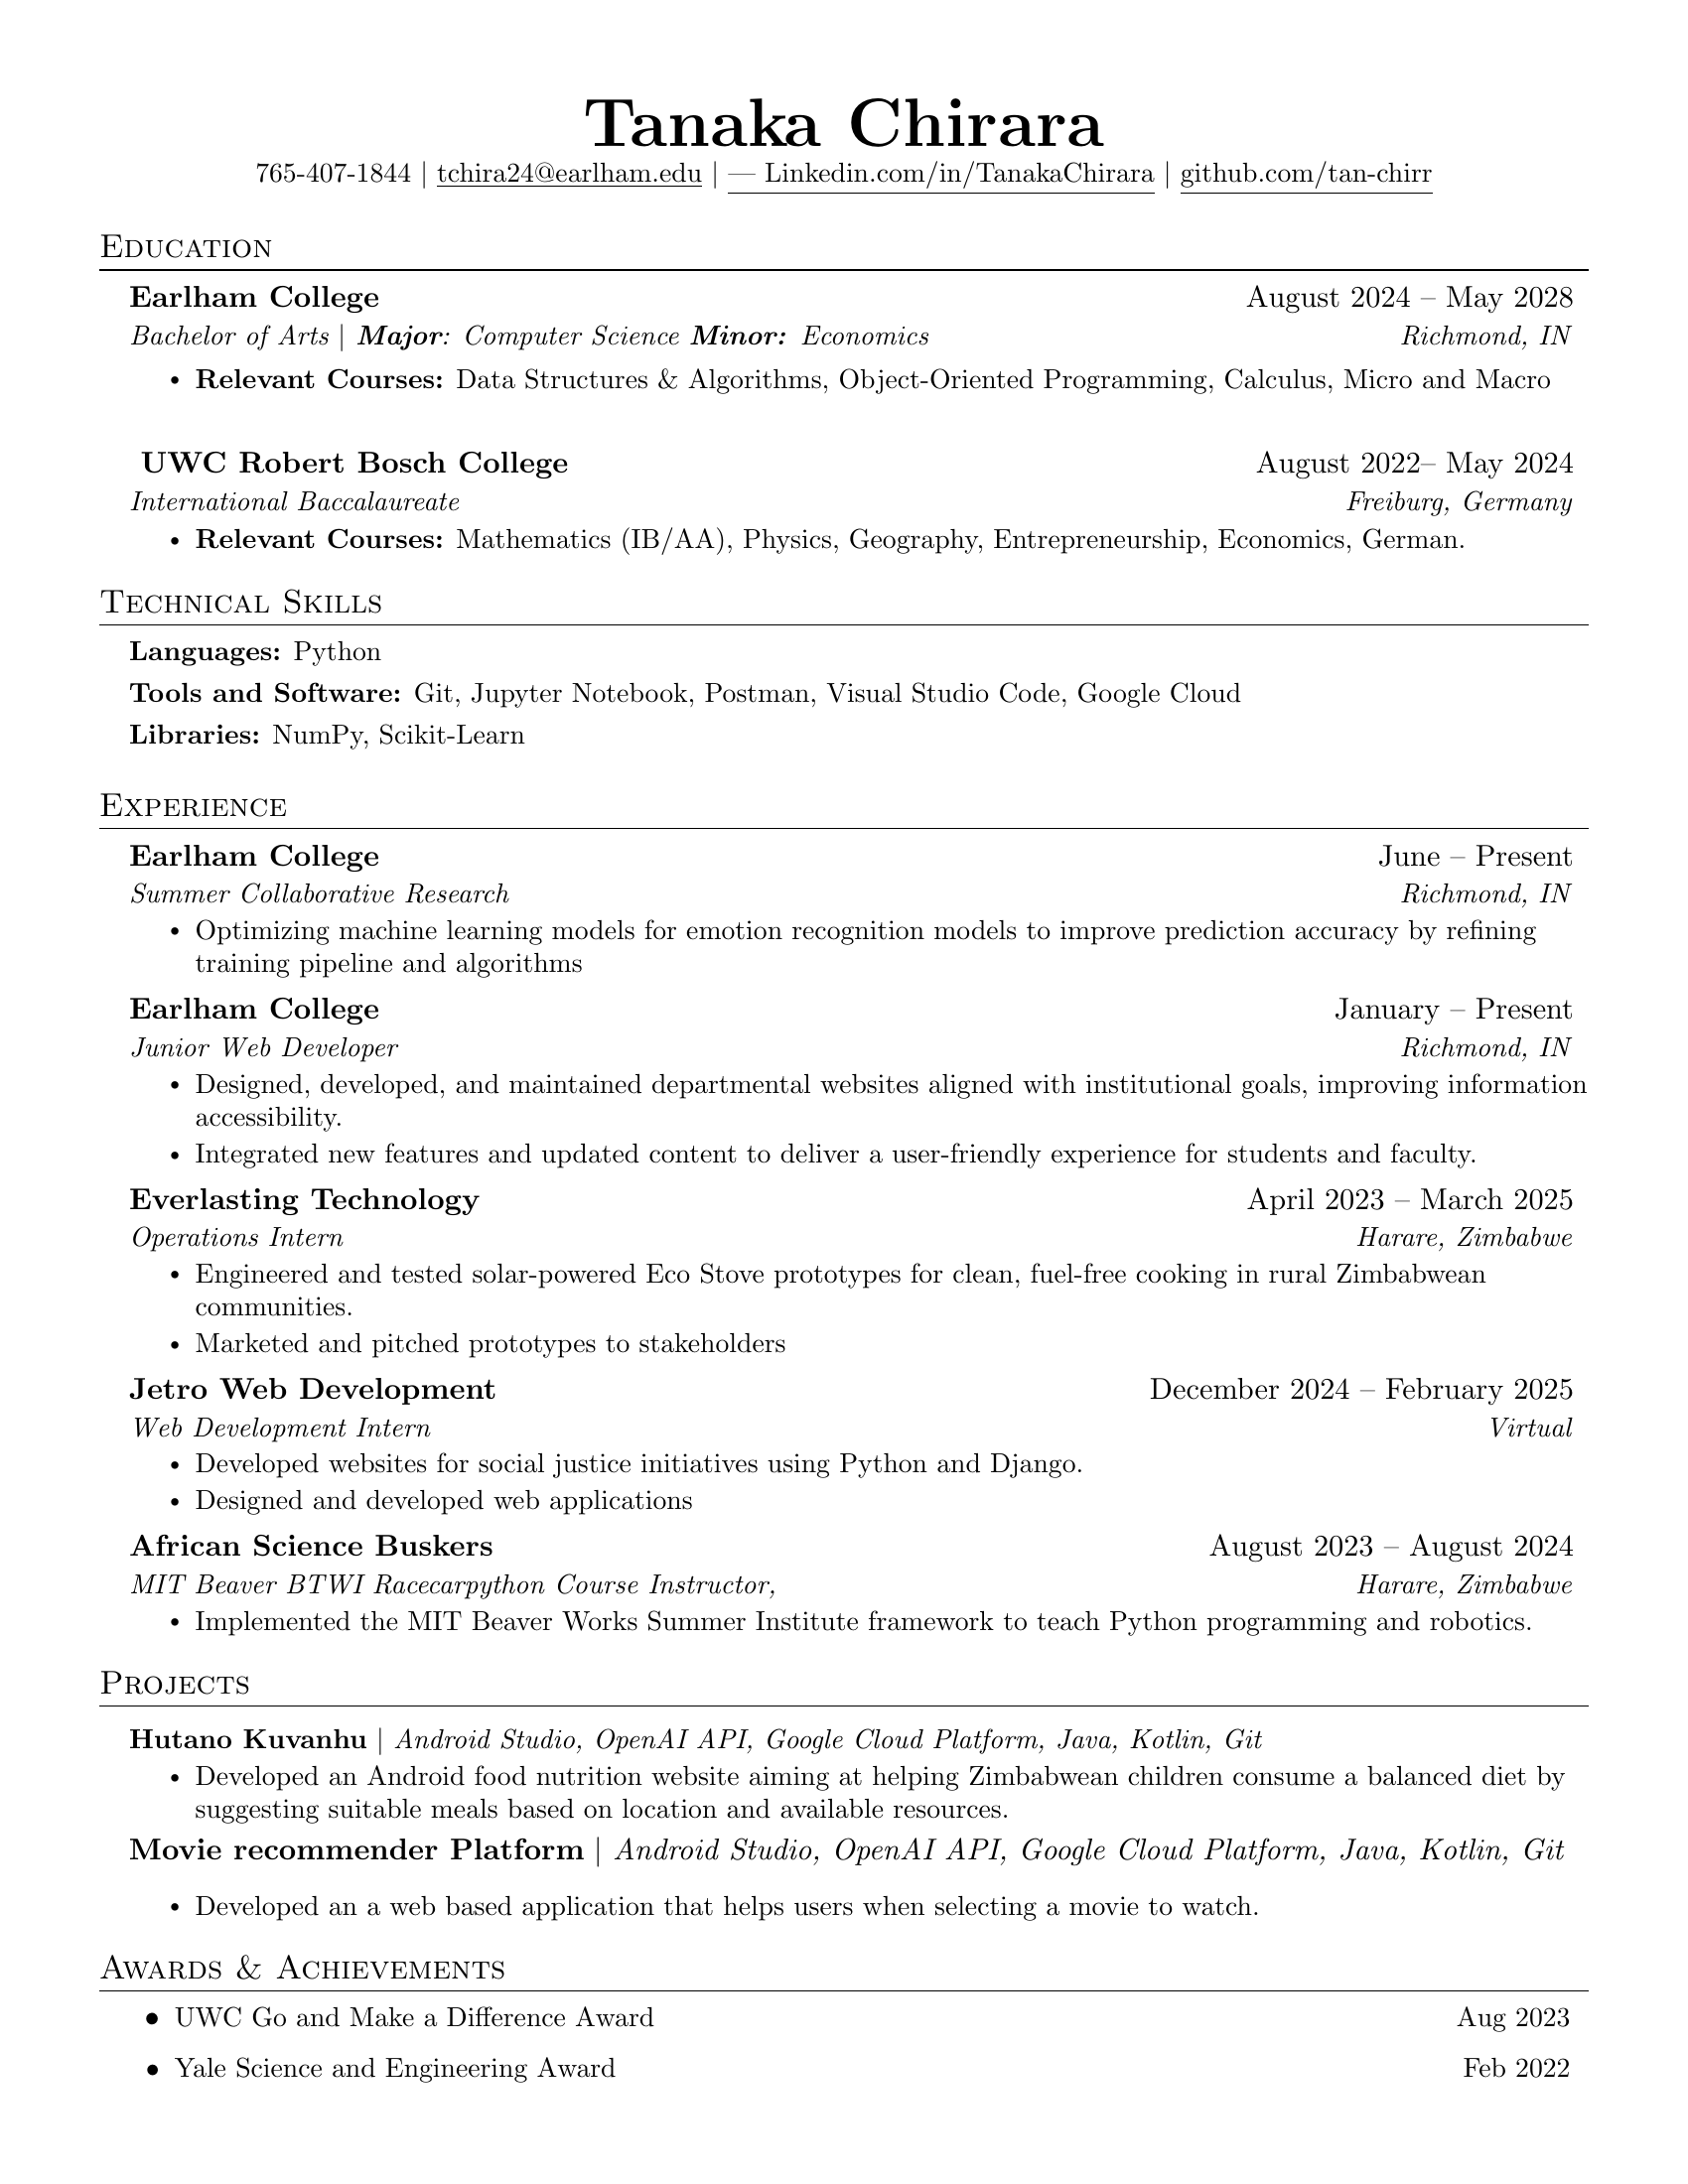 Tanaka Chirara
765-407-1844 | tchira24@earlham.edu | — Linkedin.com/in/TanakaChirara | github.com/tan-chirr
Education
Earlham College August 2024 – May 2028
Bachelor of Arts | Major: Computer Science Minor: Economics Richmond, IN
• Relevant Courses: Data Structures & Algorithms, Object-Oriented Programming, Calculus, Micro and Macro
UWC Robert Bosch College August 2022– May 2024
International Baccalaureate Freiburg, Germany
• Relevant Courses: Mathematics (IB/AA), Physics, Geography, Entrepreneurship, Economics, German.
Technical Skills
Languages: Python
Tools and Software: Git, Jupyter Notebook, Postman, Visual Studio Code, Google Cloud
Libraries: NumPy, Scikit-Learn
Experience
Earlham College June – Present
Summer Collaborative Research Richmond, IN
• Optimizing machine learning models for emotion recognition models to improve prediction accuracy by refining
training pipeline and algorithms
Earlham College January – Present
Junior Web Developer Richmond, IN
• Designed, developed, and maintained departmental websites aligned with institutional goals, improving information
accessibility.
• Integrated new features and updated content to deliver a user-friendly experience for students and faculty.
Everlasting Technology April 2023 – March 2025
Operations Intern Harare, Zimbabwe
• Engineered and tested solar-powered Eco Stove prototypes for clean, fuel-free cooking in rural Zimbabwean
communities.
• Marketed and pitched prototypes to stakeholders
Jetro Web Development December 2024 – February 2025
Web Development Intern Virtual
• Developed websites for social justice initiatives using Python and Django.
• Designed and developed web applications
African Science Buskers August 2023 – August 2024
MIT Beaver BTWI Racecarpython Course Instructor, Harare, Zimbabwe
• Implemented the MIT Beaver Works Summer Institute framework to teach Python programming and robotics.
Projects
Hutano Kuvanhu | Android Studio, OpenAI API, Google Cloud Platform, Java, Kotlin, Git
• Developed an Android food nutrition website aiming at helping Zimbabwean children consume a balanced diet by
suggesting suitable meals based on location and available resources.
Movie recommender Platform | Android Studio, OpenAI API, Google Cloud Platform, Java, Kotlin, Git
• Developed an a web based application that helps users when selecting a movie to watch.
Awards & Achievements
• UWC Go and Make a Difference Award Aug 2023
• Yale Science and Engineering Award Feb 2022